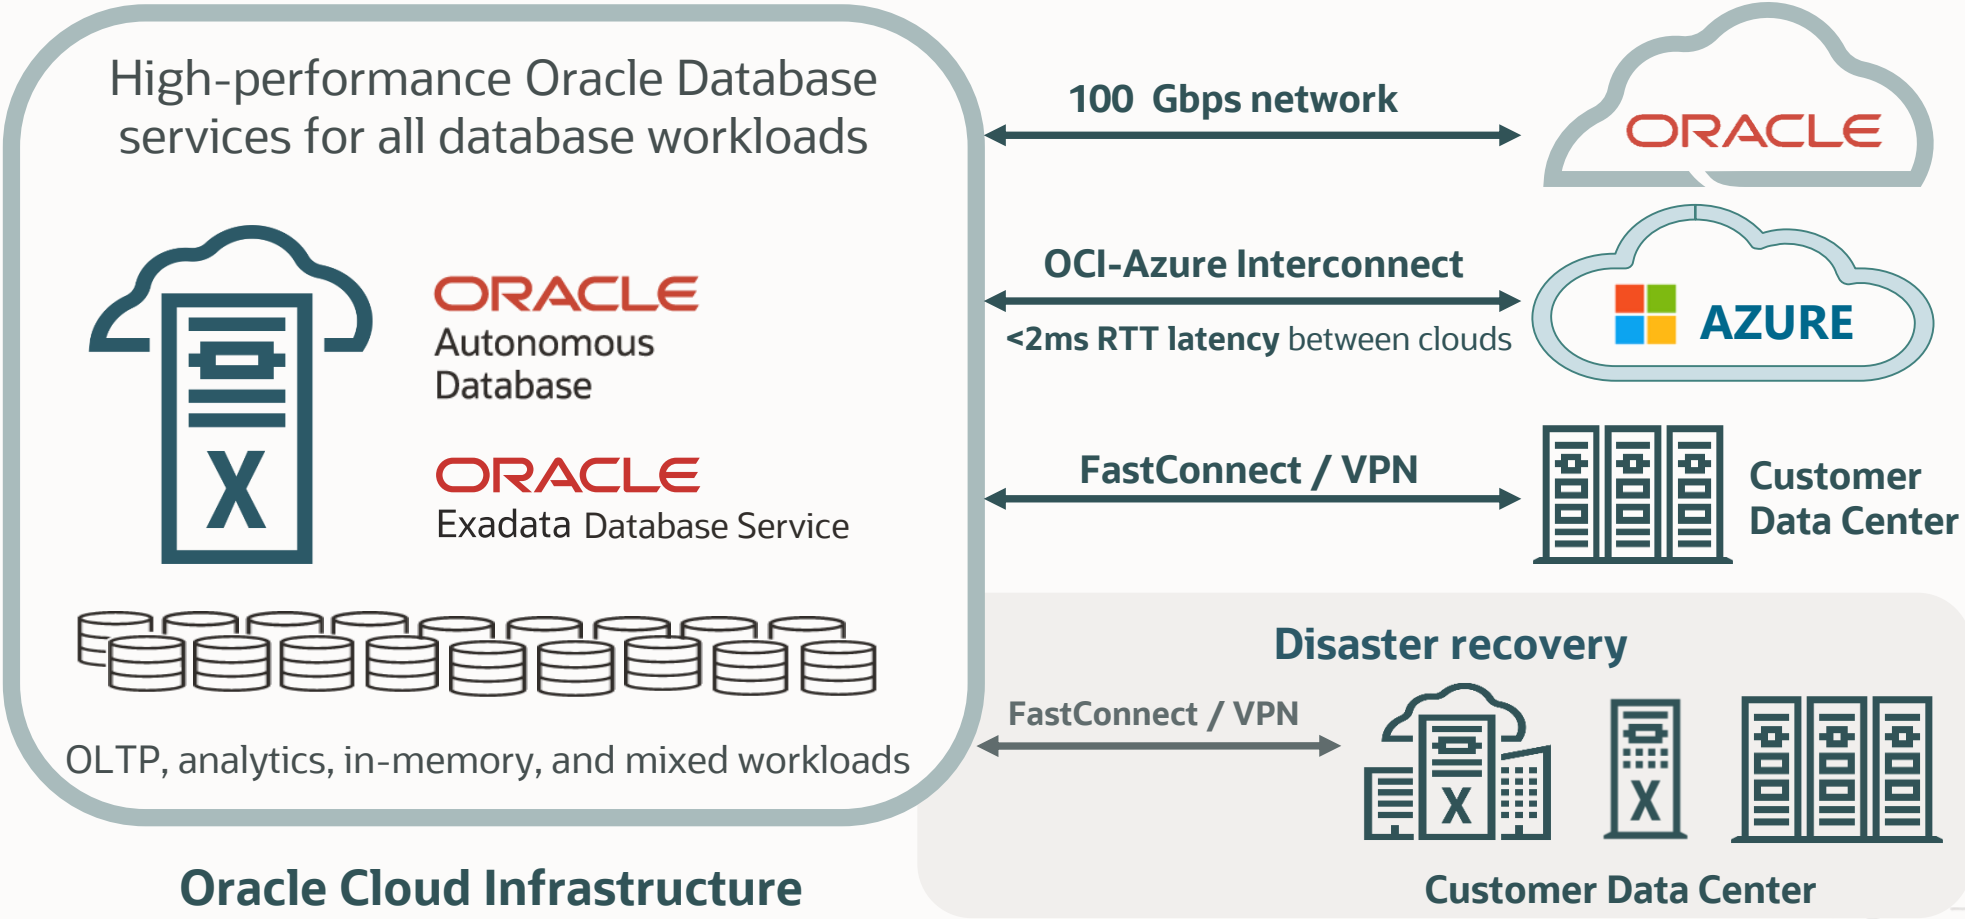 High-performance Oracle Database
services for all database workloads
ORACLE
Autonomous
Database
ORACLE
Exadata Database Service
X
OLTP, analytics, in-memory, and mixed workloads
Oracle Cloud Infrastructure
100 Gbps network
ORACLE
OCI-Azure Interconnect
<2ms RTT latency between clouds
AZURE
FastConnect / VPN
Customer
Data Center
Disaster recovery
FastConnect / VPN
X
X
Customer Data Center